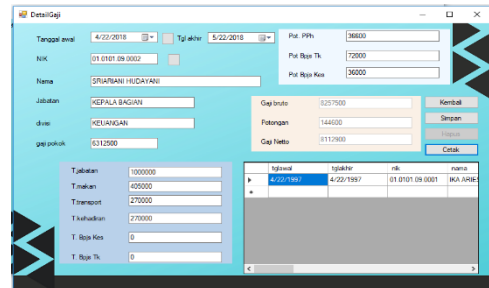 DetailGaji
Tanggal awal 4/22/2018 Tgl akhir 5/22/2018
Pot. PPh 36600
NIK 01.0101.09.0002
Pot Bpjs Tk 72000
Pot Bpjs Kes 36000
Nama SRIARIANI HUDAYANI
Jabatan KEPALA BAGIAN
Gaji bruto 8257500 Kembali
divisi KEUANGAN
Potongan 144600 Simpan
gaji pokok 6312500
Gaji Netto 8112900 Hapus
Cetak
T.jabatan 1000000
T.makan 405000
T.transport 270000
T.kehadiran 270000
T. Bpjs Kes 0
T. Bpjs Tk 0
tglawal tglakhir nik nama
4/22/1997 4/22/1997 01.0101.09.0001 IKA ARIES